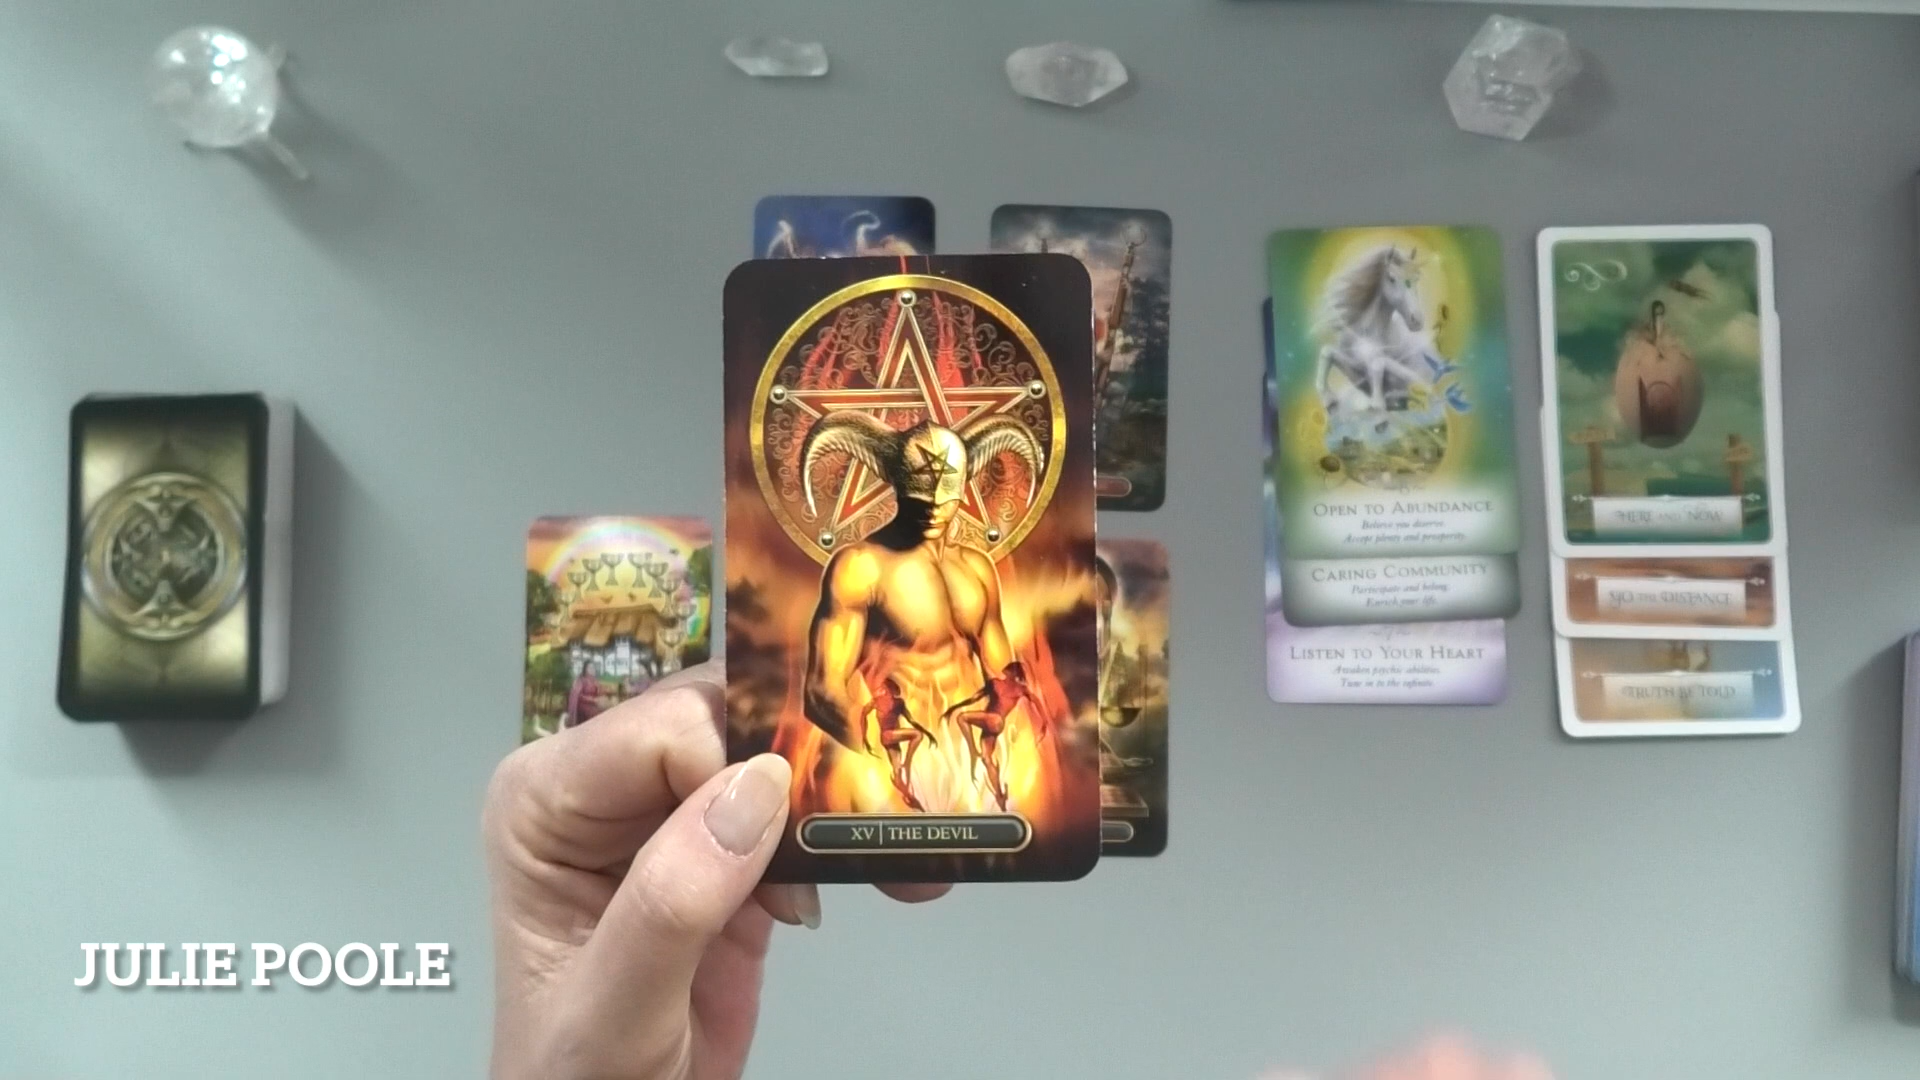 XV | THE DEVIL
OPEN TO ABUNDANCE
Believe you deserve.
Accept plenty and prosperity.
CARING COMMUNITY
Participate and belong.
Enrich your life.
LISTEN TO YOUR HEART
Awaken psychic abilities.
Tune in to the infinite.
HERE AND NOW
GO THE DISTANCE
TRUTH BE TOLD
JULIE POOLE